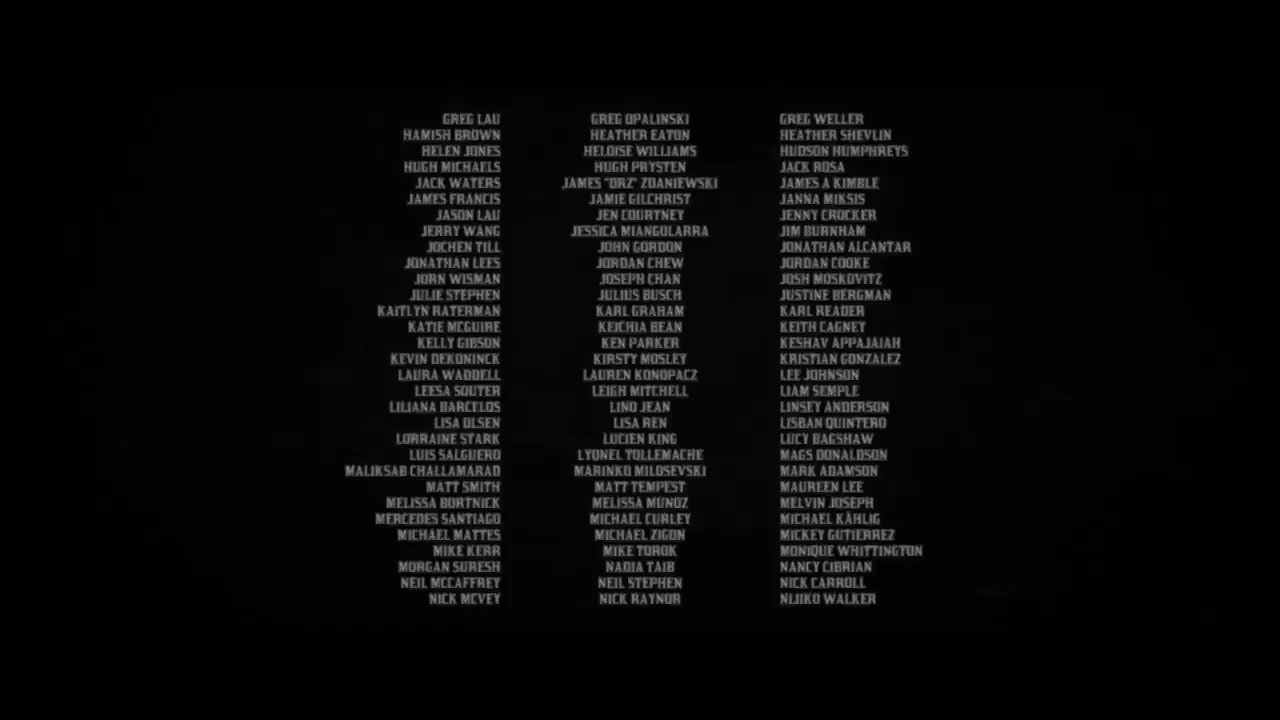 GREG LAU GREG OPALINSKI GREG WELLER
HAMISH BROWN HEATHER EATON HEATHER SHEVLIN
HELEN JONES HELOISE WILLIAMS HUDSON HUMPHREYS
HUGH MICHAELS HUGH PRYSTEN JACK ROSA
JACK WATERS JAMES "DRZ" ZDANIEWSKI JAMES A KIMBLE
JAMES FRANCIS JAMIE GILCHRIST JANNA MIKSIS
JASON LAU JEN COURTNEY JENNY CROCKER
JERRY WANG JESSICA MIANGOLARRA JIM BURNHAM
JOCHEN TILL JOHN GORDON JONATHAN ALCANTAR
JONATHAN LEES JORDAN CHEW JORDAN COOKE
JORN WISMAN JOSEPH CHAN JOSH MOSKOVITZ
JULIE STEPHEN JULIUS BUSCH JUSTINE BERGMAN
KAITLYN RATERMAN KARL GRAHAM KARL READER
KATIE MCGUIRE KEICHIA BEAN KEITH CAGNEY
KELLY GIBSON KEN PARKER KESHAV APPAJAIAH
KEVIN DEKONINCK KIRSTY MOSLEY KRISTIAN GONZALEZ
LAURA WADDELL LAUREN KONOPACZ LEE JOHNSON
LEESA SOUTER LEIGH MITCHELL LIAM SEMPLE
LILIANA BARCELOS LINO JEAN LINSEY ANDERSON
LISA OLSEN LISA REN LISBAN QUINTERO
LORRAINE STARK LUCIEN KING LUCY BAGSHAW
LUIS SALGUERO LYONEL TOLLEMACHE MAGS DONALDSON
MALIKSAB CHALLAMARAD MARINKO MILOSEVSKI MARK ADAMSON
MATT SMITH MATT TEMPEST MAUREEN LEE
MELISSA BORTNICK MELISSA MUNOZ MELVIN JOSEPH
MERCEDES SANTIAGO MICHAEL CURLEY MICHAEL KÄHLIG
MICHAEL MATTES MICHAEL ZIGON MICKEY GUTIERREZ
MIKE KERR MIKE TOROK MONIQUE WHITTINGTON
MORGAN SURESH NADIA TAIB NANCY CIBRIAN
NEIL MCCAFFREY NEIL STEPHEN NICK CARROLL
NICK MCVEY NICK RAYNOR NIJIKO WALKER